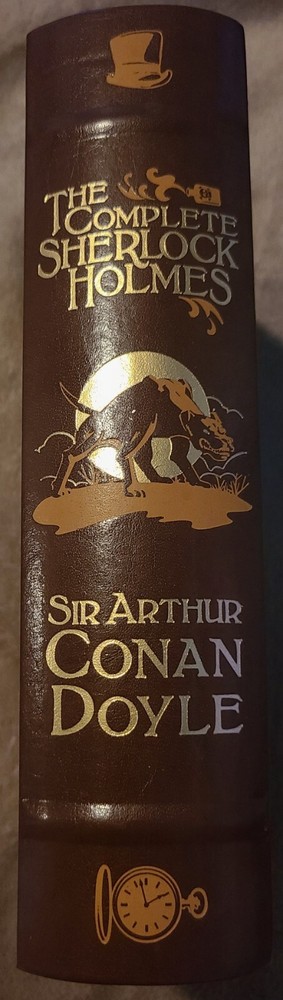 THE
COMPLETE
SHERLOCK
HOLMES
SIR ARTHUR
CONAN
DOYLE